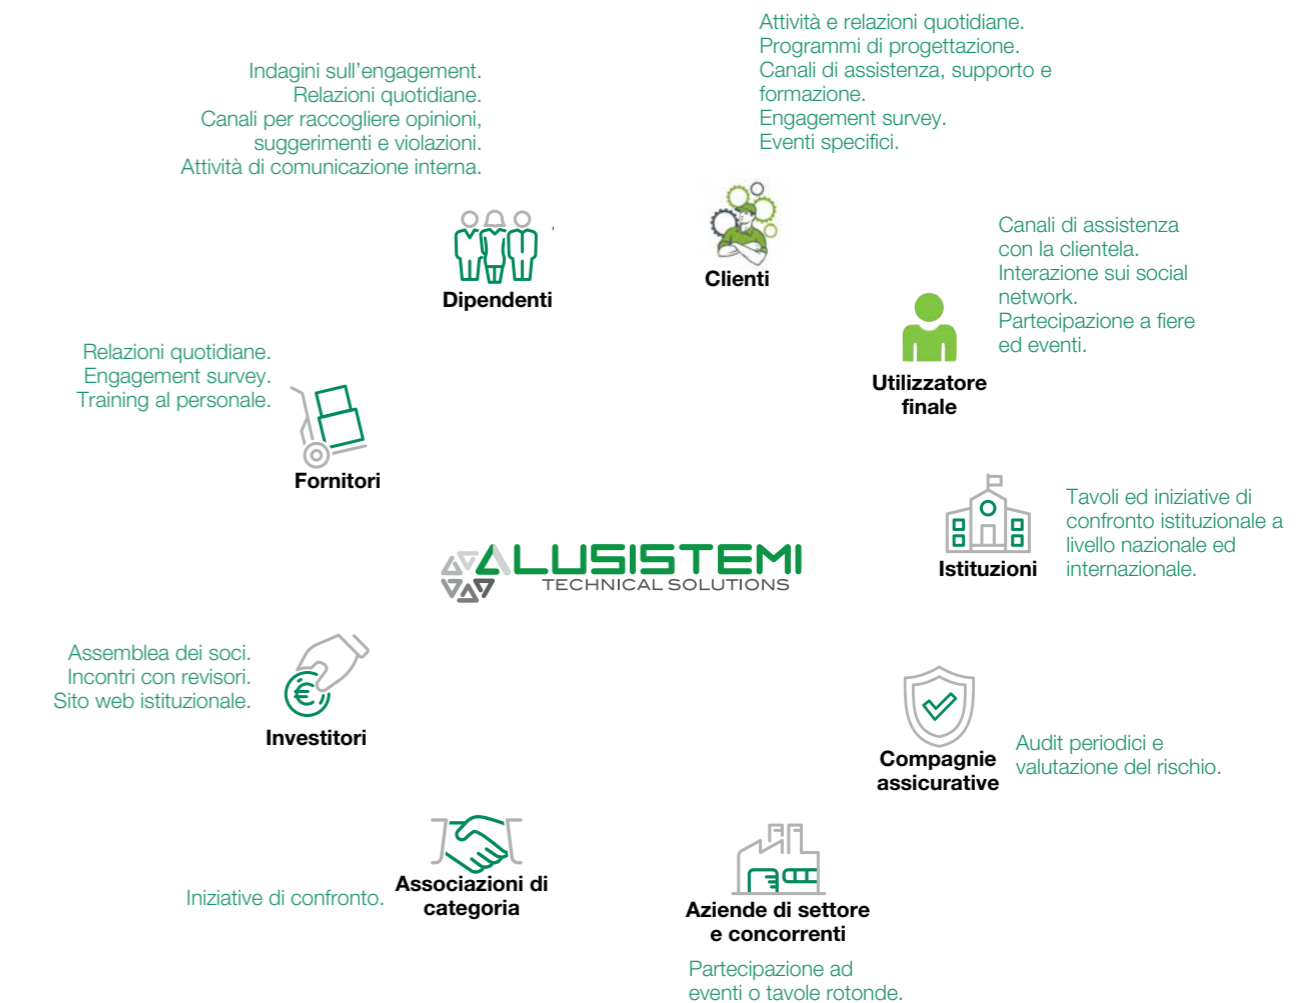 Attività e relazioni quotidiane.
Programmi di progettazione.
Canali di assistenza, supporto e
formazione.
Engagement survey.
Eventi specifici.
Clienti
Indagini sull'engagement.
Relazioni quotidiane.
Canali per raccogliere opinioni,
suggerimenti e violazioni.
Attività di comunicazione interna.
Dipendenti
Canali di assistenza
con la clientela.
Interazione sui social
network.
Partecipazione a fiere
ed eventi.
Utilizzatore
finale
Relazioni quotidiane.
Engagement survey.
Training al personale.
Fornitori
Tavoli ed iniziative di
confronto istituzionale a
livello nazionale ed
internazionale.
Istituzioni
ALUSISTEMI
TECHNICAL SOLUTIONS
Assemblea dei soci.
Incontri con revisori.
Sito web istituzionale.
€
Investitori
Compagnie
assicurative
Audit periodici e
valutazione del rischio.
Iniziative di confronto.
Associazioni di
categoria
Aziende di settore
e concorrenti
Partecipazione ad
eventi o tavole rotonde.